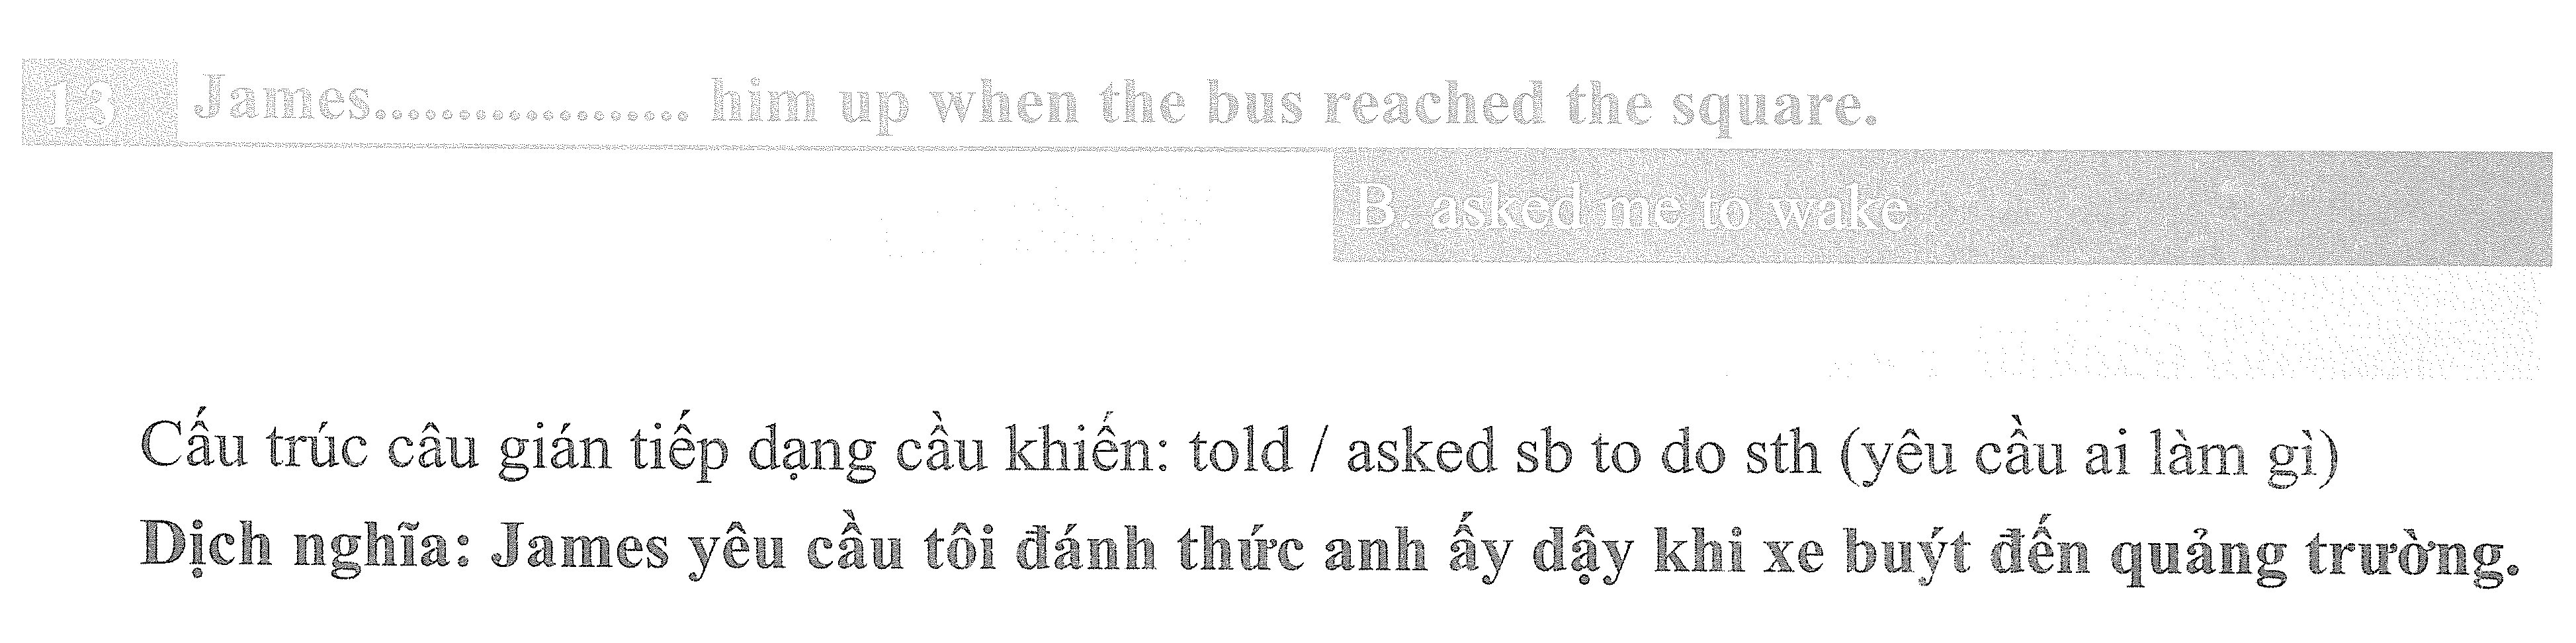 13 James................... him up when the bus reached the square.
B. asked me to wake
Cấu trúc câu gián tiếp dạng cầu khiến: told / asked sb to do sth (yêu cầu ai làm gì)
Dịch nghĩa: James yêu cầu tôi đánh thức anh ấy dậy khi xe buýt đến quảng trường.